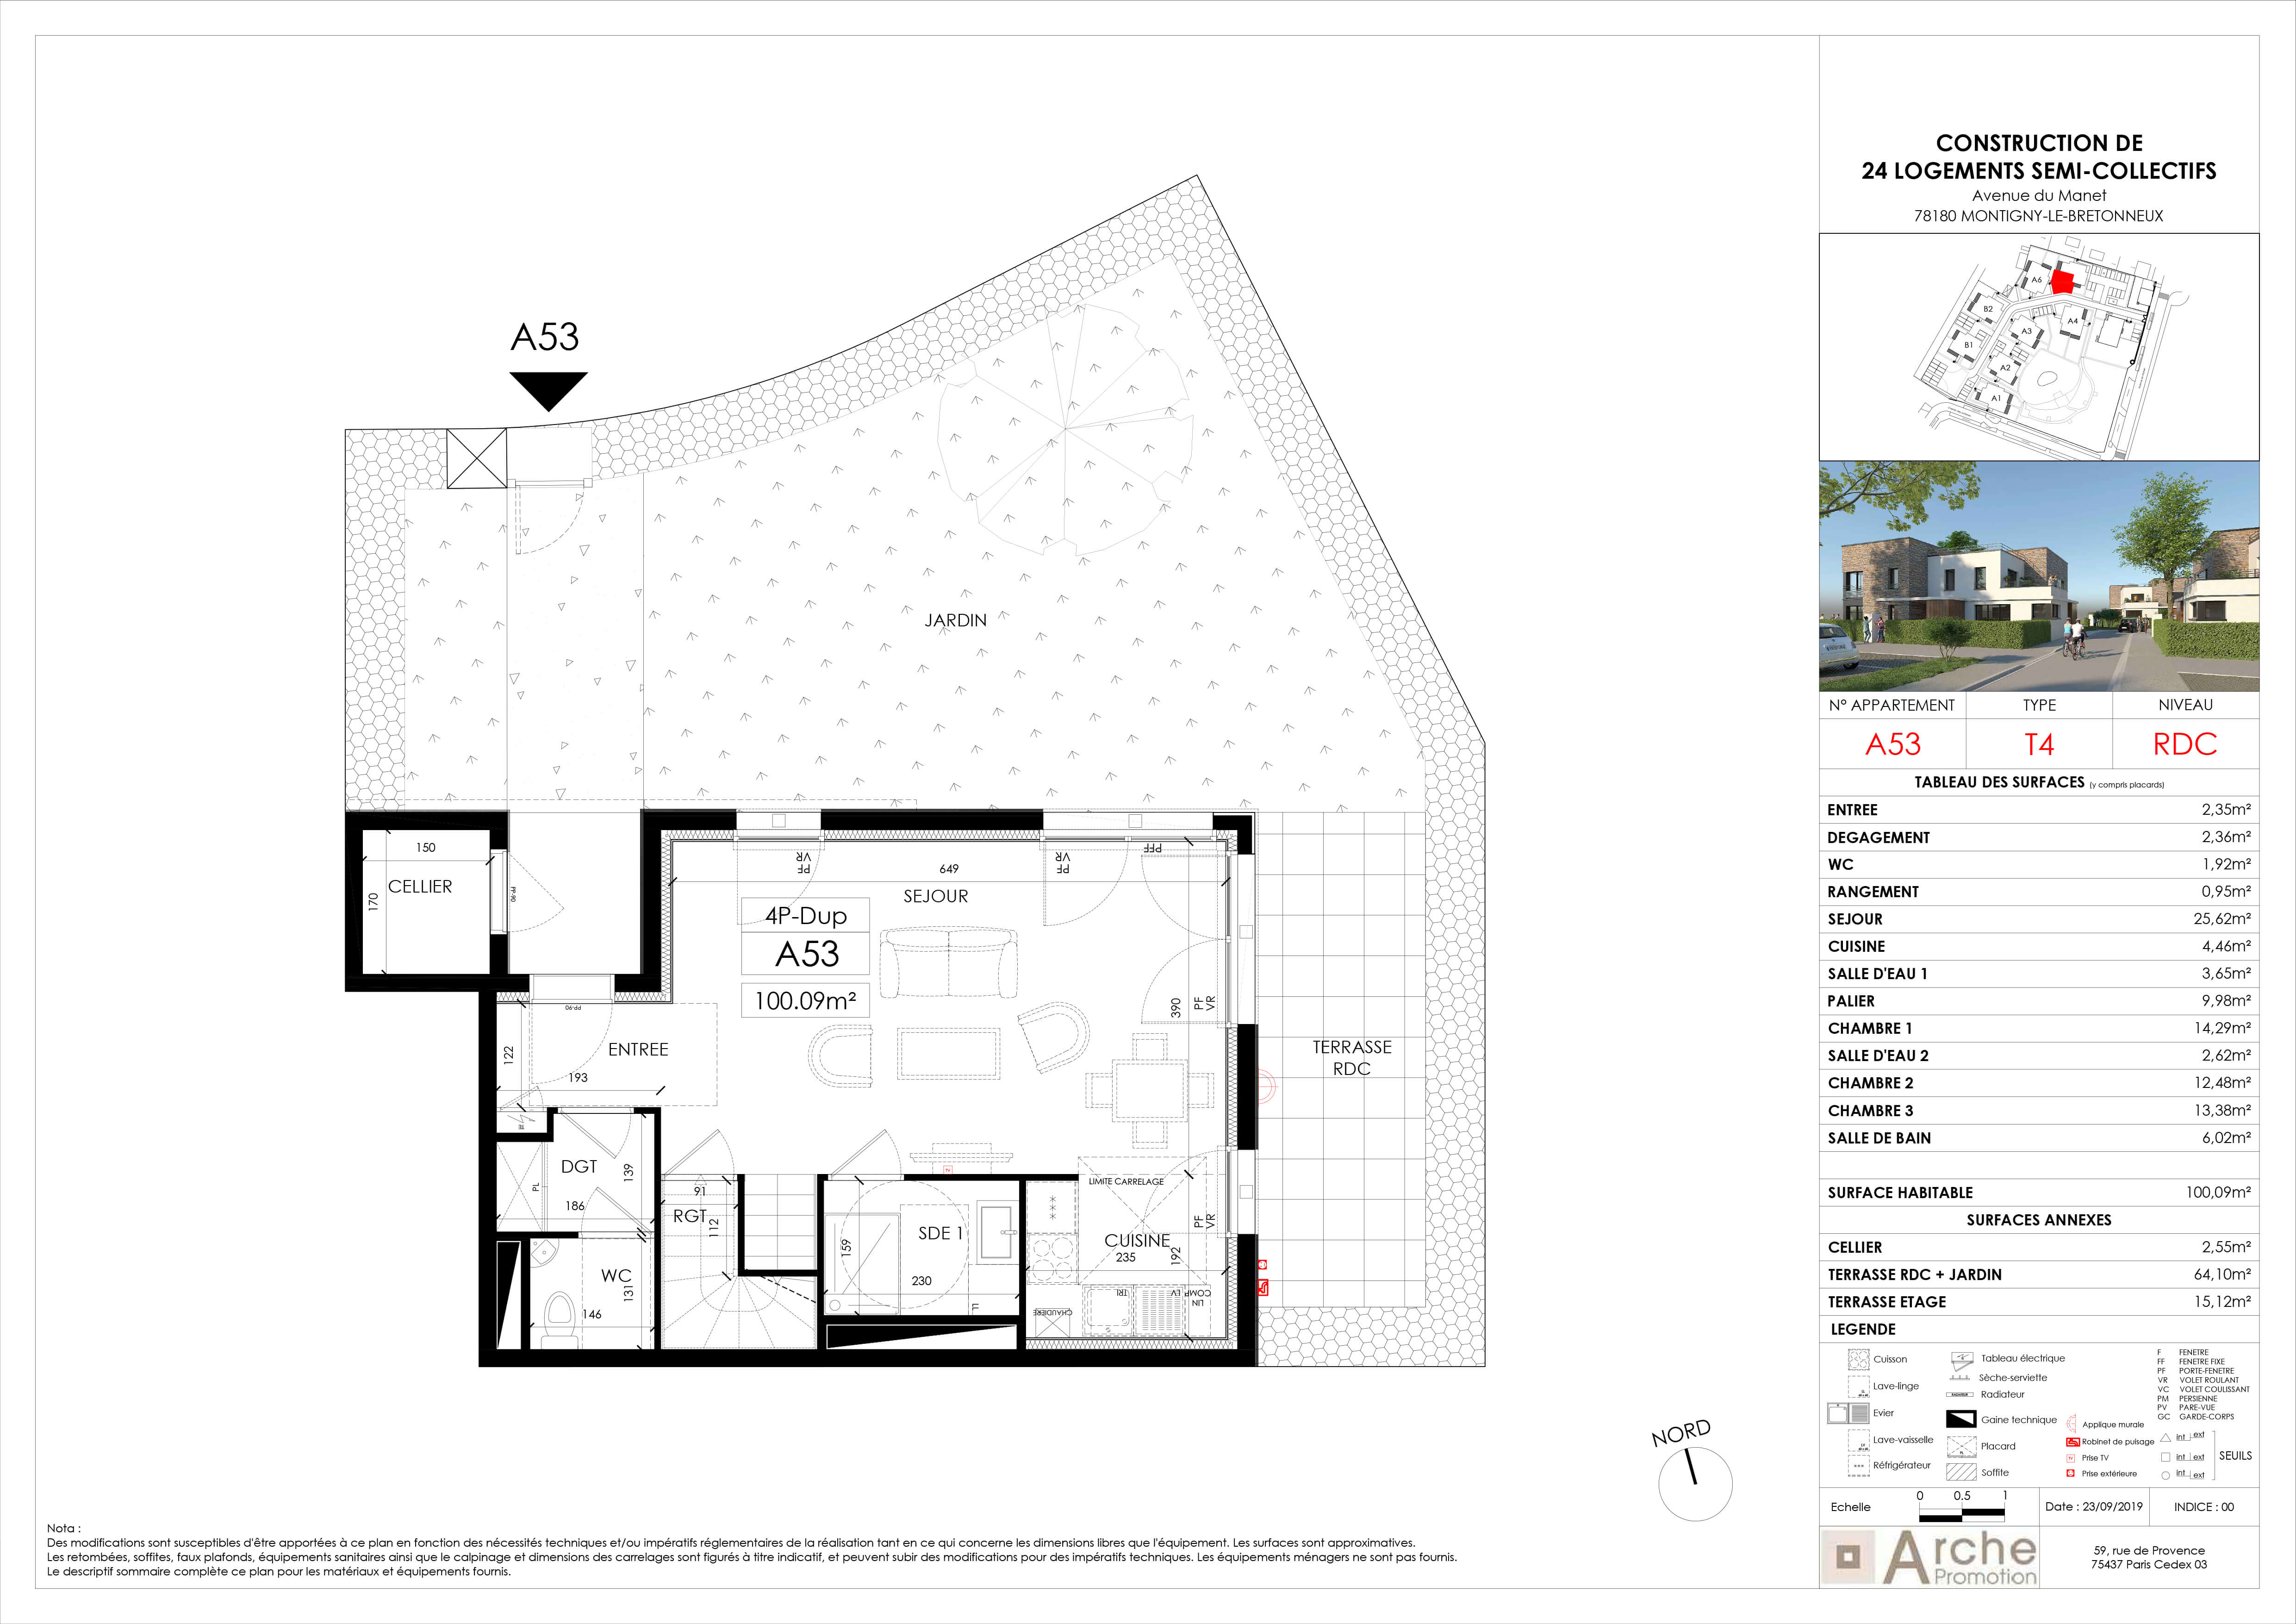 A53
JARDIN
150
CELLIER
170
PP-90
VR
PF
649
VR
PF
PFF
SEJOUR
4P-Dup
A53
100.09m²
390
PF
VR
PP-90
ENTREE
122
193
TERRASSE
RDC
DGT
139
PL
186
91
RGT
112
TV
SDE 1
159
230
LL
LIMITE CARRELAGE
PF
VR
CUISINE
235
192
TRI
COMP LV
LIN
CHAUDIERE
WC
131
146
NORD
Nota :
Des modifications sont susceptibles d'être apportées à ce plan en fonction des nécessités techniques et/ou impératifs réglementaires de la réalisation tant en ce qui concerne les dimensions libres que l'équipement. Les surfaces sont approximatives.
Les retombées, soffites, faux plafonds, équipements sanitaires ainsi que le calpinage et dimensions des carrelages sont figurés à titre indicatif, et peuvent subir des modifications pour des impératifs techniques. Les équipements ménagers ne sont pas fournis.
Le descriptif sommaire complète ce plan pour les matériaux et équipements fournis.
CONSTRUCTION DE
24 LOGEMENTS SEMI-COLLECTIFS
Avenue du Manet
78180 MONTIGNY-LE-BRETONNEUX
A6
B2
A4
A3
B1
A2
A1
N° APPARTEMENT TYPE NIVEAU
A53 T4 RDC
TABLEAU DES SURFACES (y compris placards)
ENTREE 2,35m²
DEGAGEMENT 2,36m²
WC 1,92m²
RANGEMENT 0,95m²
SEJOUR 25,62m²
CUISINE 4,46m²
SALLE D'EAU 1 3,65m²
PALIER 9,98m²
CHAMBRE 1 14,29m²
SALLE D'EAU 2 2,62m²
CHAMBRE 2 12,48m²
CHAMBRE 3 13,38m²
SALLE DE BAIN 6,02m²
SURFACE HABITABLE 100,09m²
SURFACES ANNEXES
CELLIER 2,55m²
TERRASSE RDC + JARDIN 64,10m²
TERRASSE ETAGE 15,12m²
LEGENDE
Cuisson
Lave-linge
Evier
Lave-vaisselle
Réfrigérateur
Tableau électrique
Sèche-serviette
Radiateur
Gaine technique
Placard
Soffite
Applique murale
Robinet de puisage
Prise TV
Prise extérieure
F FENETRE
FF FENETRE FIXE
PF PORTE-FENETRE
VR VOLET ROULANT
VC VOLET COULISSANT
PM PERSIENNE
PV PARE-VUE
GC GARDE-CORPS
int ext
int ext
int ext
SEUILS
Echelle 0 0.5 1
Date : 23/09/2019
INDICE : 00
Arche
Promotion
59, rue de Provence
75437 Paris Cedex 03